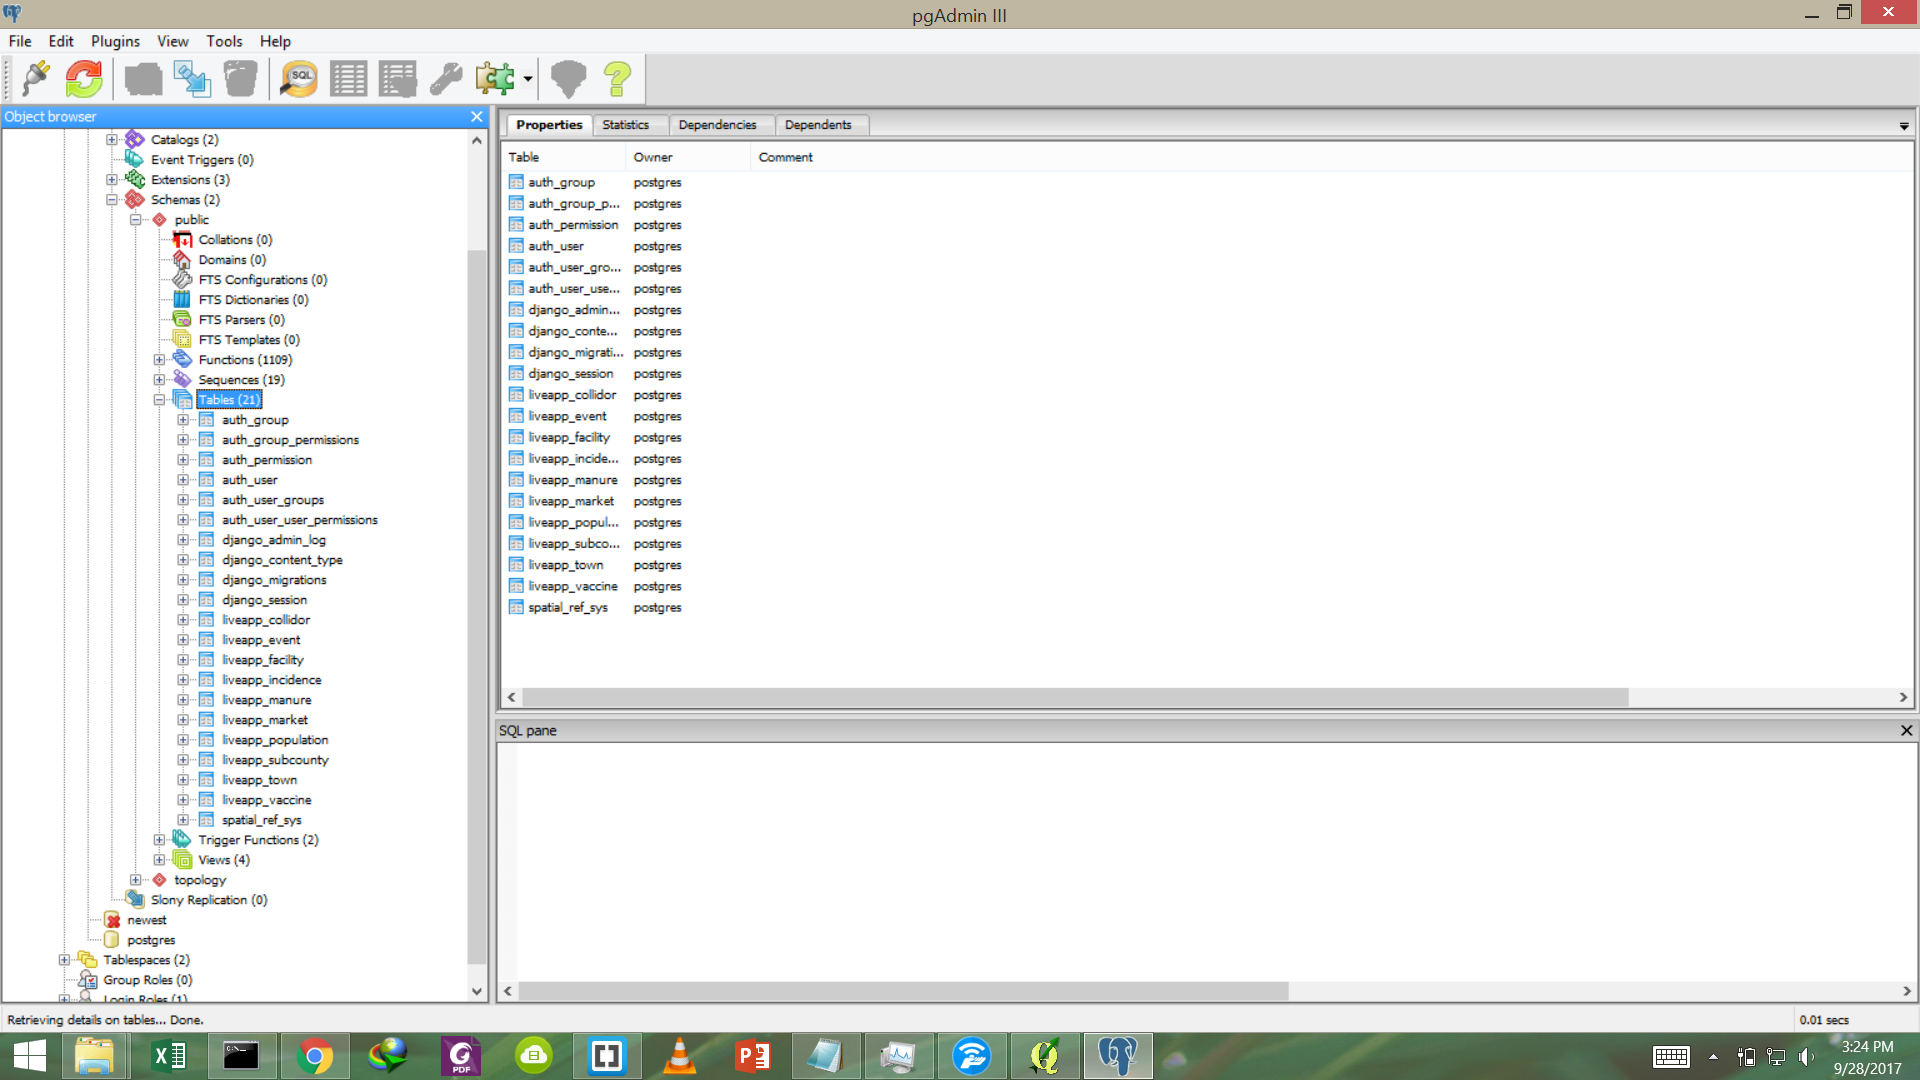 pgAdmin III
File Edit Plugins View Tools Help
SQL
Object browser
Catalogs (2)
Event Triggers (0)
Extensions (3)
Schemas (2)
public
Collations (0)
Domains (0)
FTS Configurations (0)
FTS Dictionaries (0)
FTS Parsers (0)
FTS Templates (0)
Functions (1109)
Sequences (19)
Tables (21)
auth_group
auth_group_permissions
auth_permission
auth_user
auth_user_groups
auth_user_user_permissions
django_admin_log
django_content_type
django_migrations
django_session
liveapp_collidor
liveapp_event
liveapp_facility
liveapp_incidence
liveapp_manure
liveapp_market
liveapp_population
liveapp_subcounty
liveapp_town
liveapp_vaccine
spatial_ref_sys
Trigger Functions (2)
Views (4)
topology
Slony Replication (0)
newest
postgres
Tablespaces (2)
Group Roles (0)
Login Roles (1)
Properties Statistics Dependencies Dependents
Table Owner Comment
auth_group postgres
auth_group_p... postgres
auth_permission postgres
auth_user postgres
auth_user_gro... postgres
auth_user_use... postgres
django_admin... postgres
django_conte... postgres
django_migrati... postgres
django_session postgres
liveapp_collidor postgres
liveapp_event postgres
liveapp_facility postgres
liveapp_incide... postgres
liveapp_manure postgres
liveapp_market postgres
liveapp_popul... postgres
liveapp_subco... postgres
liveapp_town postgres
liveapp_vaccine postgres
spatial_ref_sys postgres
SQL pane
Retrieving details on tables... Done.
0.01 secs
PDF
3:24 PM
9/28/2017